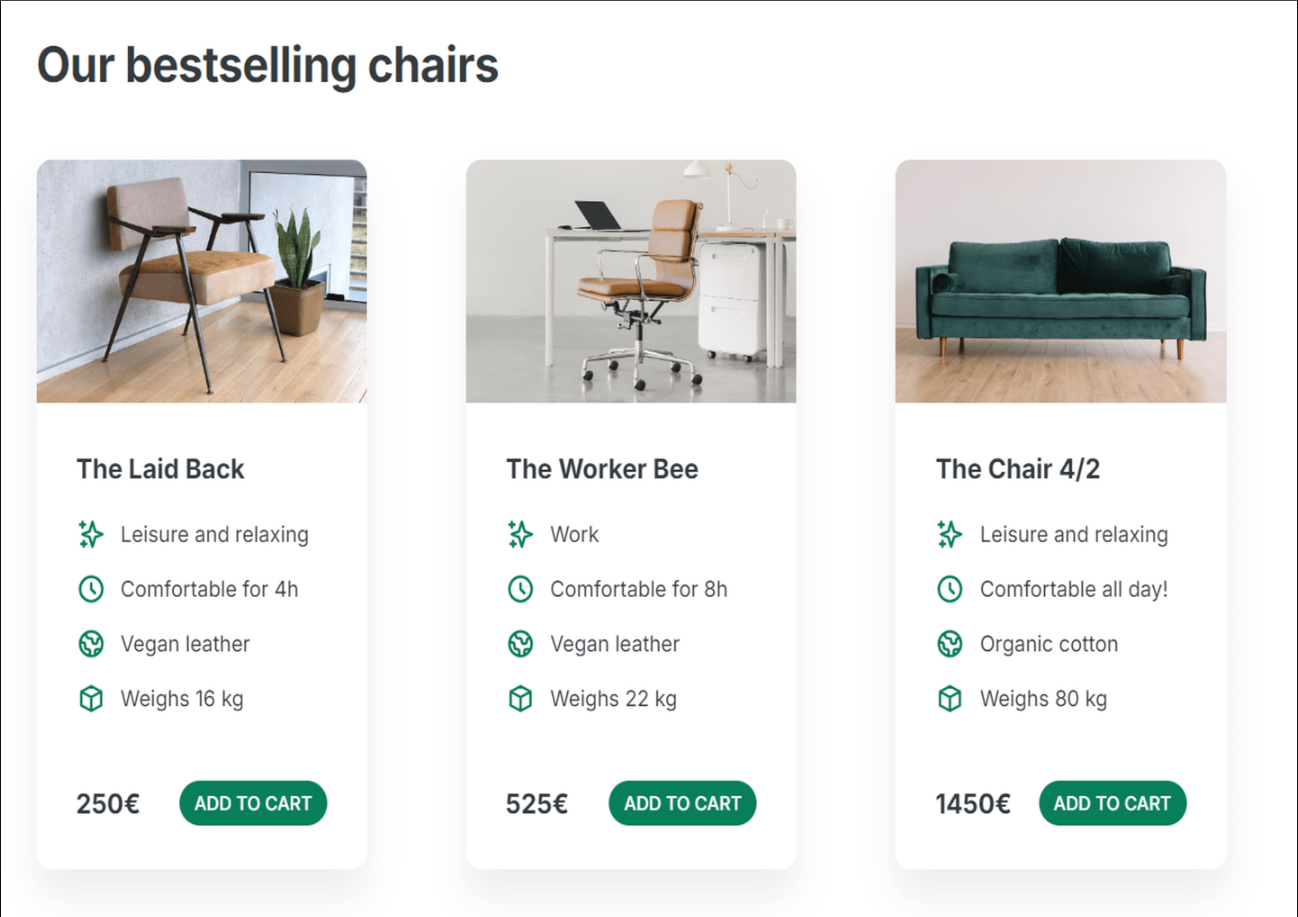 Our bestselling chairs
The Laid Back
Leisure and relaxing
Comfortable for 4h
Vegan leather
Weighs 16 kg
250€
ADD TO CART
The Worker Bee
Work
Comfortable for 8h
Vegan leather
Weighs 22 kg
525€
ADD TO CART
The Chair 4/2
Leisure and relaxing
Comfortable all day!
Organic cotton
Weighs 80 kg
1450€
ADD TO CART